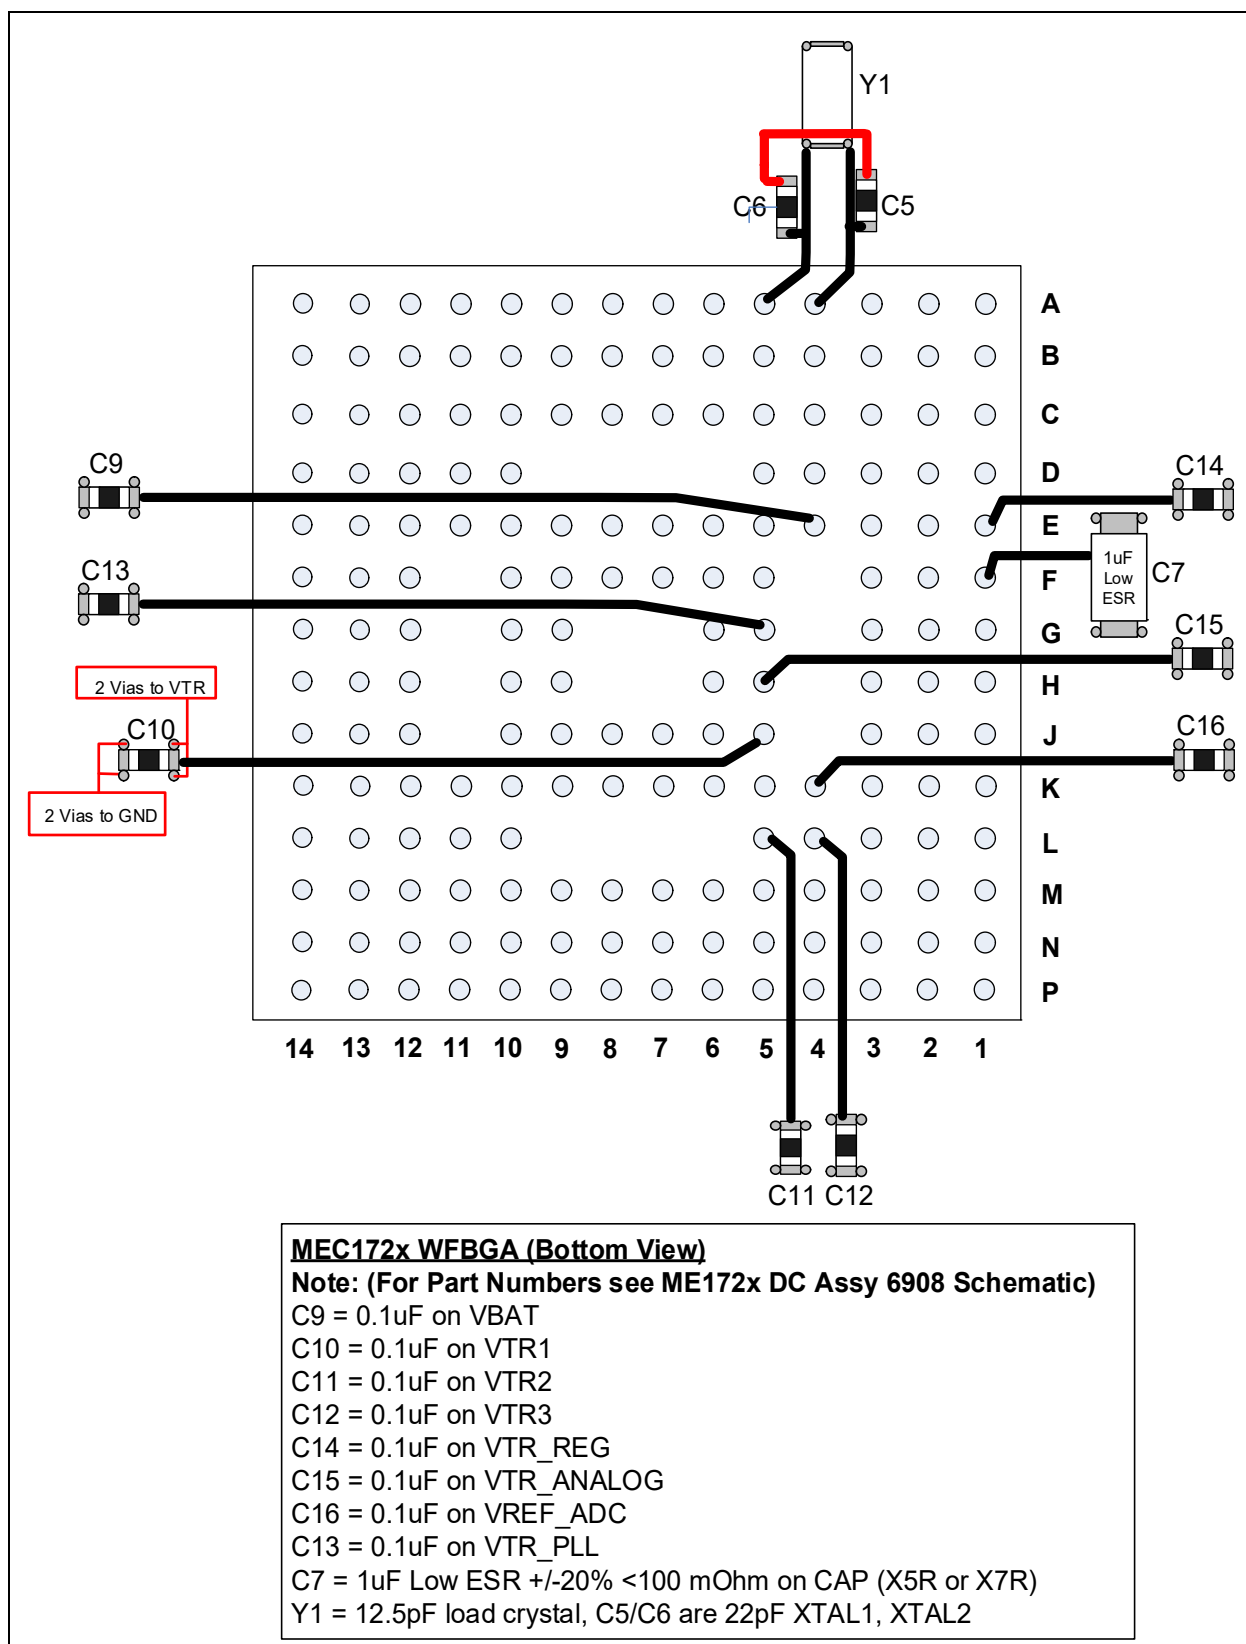 Y1
C6
C5
A
B
C
C9
D
C14
E
C13
F
1uF
Low
ESR
C7
G
C15
2 Vias to VTR
H
C10
J
C16
K
2 Vias to GND
L
M
N
P
14 13 12 11 10 9 8 7 6 5 4 3 2 1
C11 C12
MEC172x WFBGA (Bottom View)
Note: (For Part Numbers see ME172x DC Assy 6908 Schematic)
C9 = 0.1uF on VBAT
C10 = 0.1uF on VTR1
C11 = 0.1uF on VTR2
C12 = 0.1uF on VTR3
C14 = 0.1uF on VTR_REG
C15 = 0.1uF on VTR_ANALOG
C16 = 0.1uF on VREF_ADC
C13 = 0.1uF on VTR_PLL
C7 = 1uF Low ESR +/-20% <100 mOhm on CAP (X5R or X7R)
Y1 = 12.5pF load crystal, C5/C6 are 22pF XTAL1, XTAL2